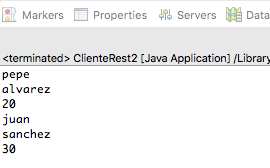 Markers Properties Servers Data
<terminated> ClienteRest2 [Java Application] /Library
pepe
alvarez
20
juan
sanchez
30